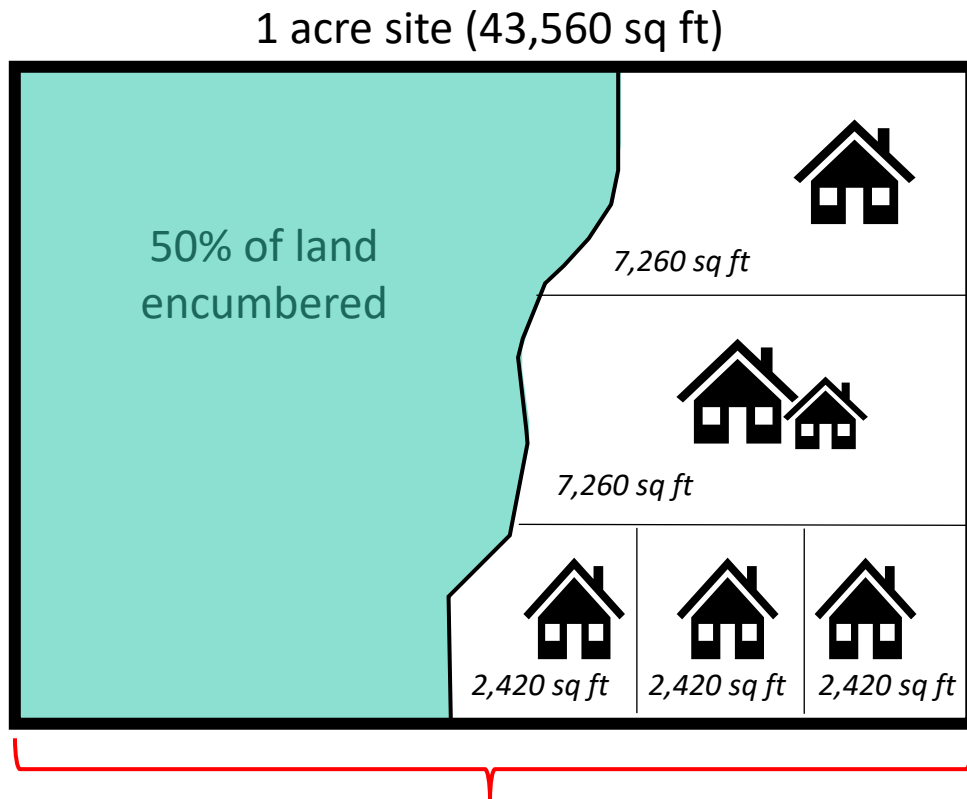 1 acre site (43,560 sq ft)
50% of land
encumbered
7,260 sq ft
7,260 sq ft
2,420 sq ft
2,420 sq ft
2,420 sq ft